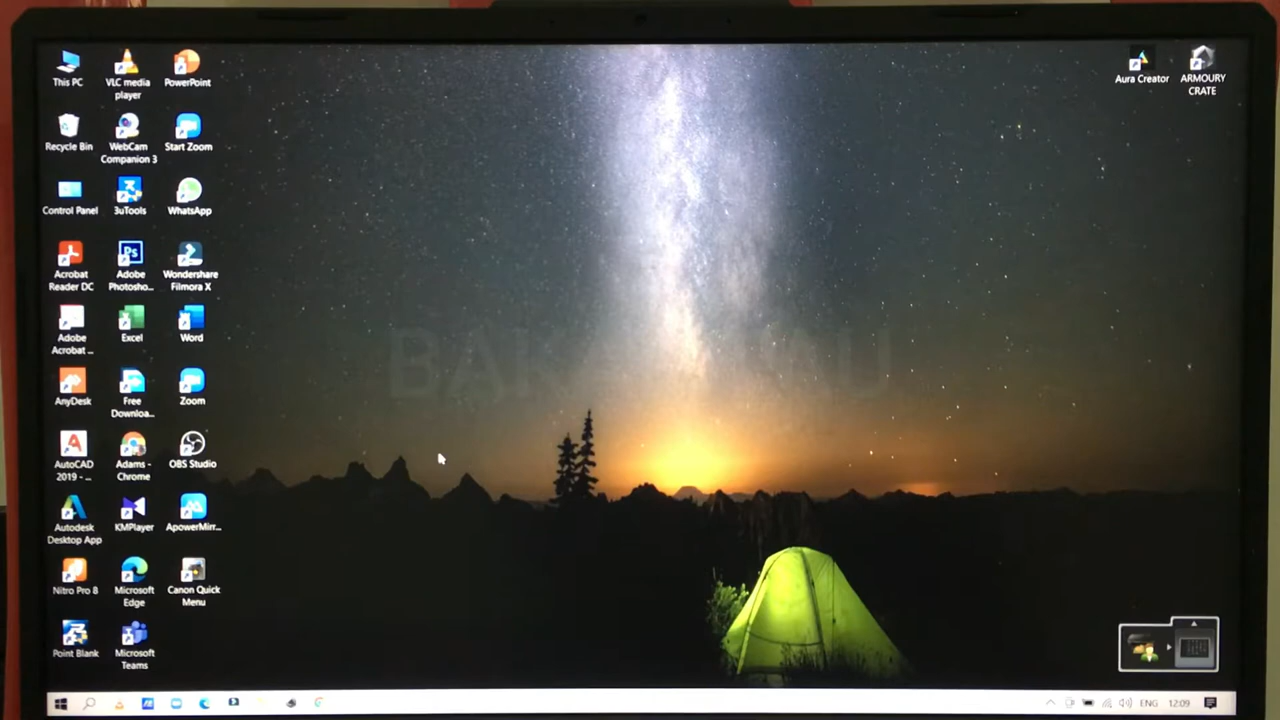 This PC
VLC media
player
PowerPoint
Recycle Bin
WebCam
Companion 3
Start Zoom
Control Panel
3uTools
WhatsApp
Acrobat
Reader DC
Adobe
Photosho...
Wondershare
Filmora X
Adobe
Acrobat ...
Excel
Word
AnyDesk
Free
Downloa...
Zoom
AutoCAD
2019 - ...
Adams -
Chrome
OBS Studio
Autodesk
Desktop App
KMPlayer
ApowerMirr...
Nitro Pro 8
Microsoft
Edge
Canon Quick
Menu
Point Blank
Microsoft
Teams
Aura Creator
ARMOURY
CRATE
Ps
ENG
12:09